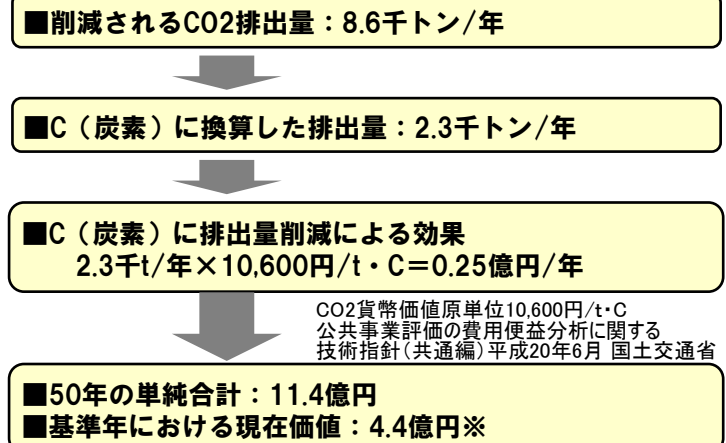 ■削減されるCO2排出量：8.6千トン/年
■C（炭素）に換算した排出量：2.3千トン/年
■C（炭素）に排出量削減による効果
2.3千t/年×10,600円/t・C＝0.25億円/年
CO2貨幣価値原単位10,600円/t・C
公共事業評価の費用便益分析に関する
技術指針（共通編）平成20年6月 国土交通省
■50年の単純合計：11.4億円
■基準年における現在価値：4.4億円※